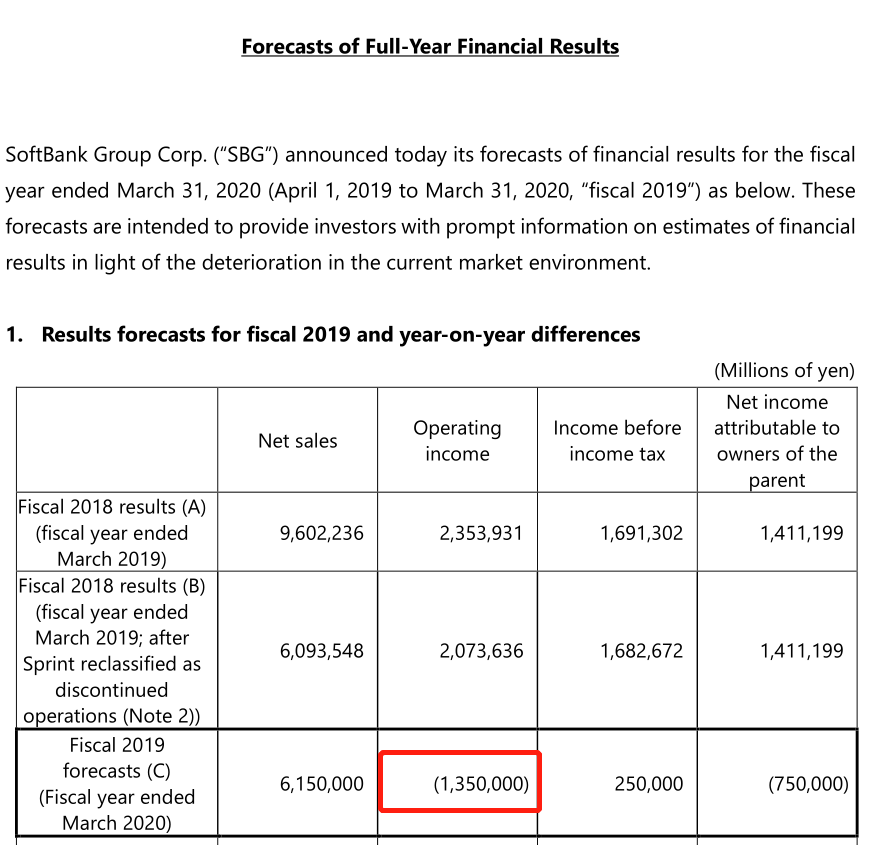 Forecasts of Full-Year Financial Results
SoftBank Group Corp. (“SBG”) announced today its forecasts of financial results for the fiscal
year ended March 31, 2020 (April 1, 2019 to March 31, 2020, “fiscal 2019”) as below. These
forecasts are intended to provide investors with prompt information on estimates of financial
results in light of the deterioration in the current market environment.
1. Results forecasts for fiscal 2019 and year-on-year differences
(Millions of yen)
Net sales
Operating
income
Income before
income tax
Net income
attributable to
owners of the
parent
Fiscal 2018 results (A)
(fiscal year ended
March 2019)
9,602,236
2,353,931
1,691,302
1,411,199
Fiscal 2018 results (B)
(fiscal year ended
March 2019; after
Sprint reclassified as
discontinued
operations (Note 2))
6,093,548
2,073,636
1,682,672
1,411,199
Fiscal 2019
forecasts (C)
(Fiscal year ended
March 2020)
6,150,000
(1,350,000)
250,000
(750,000)